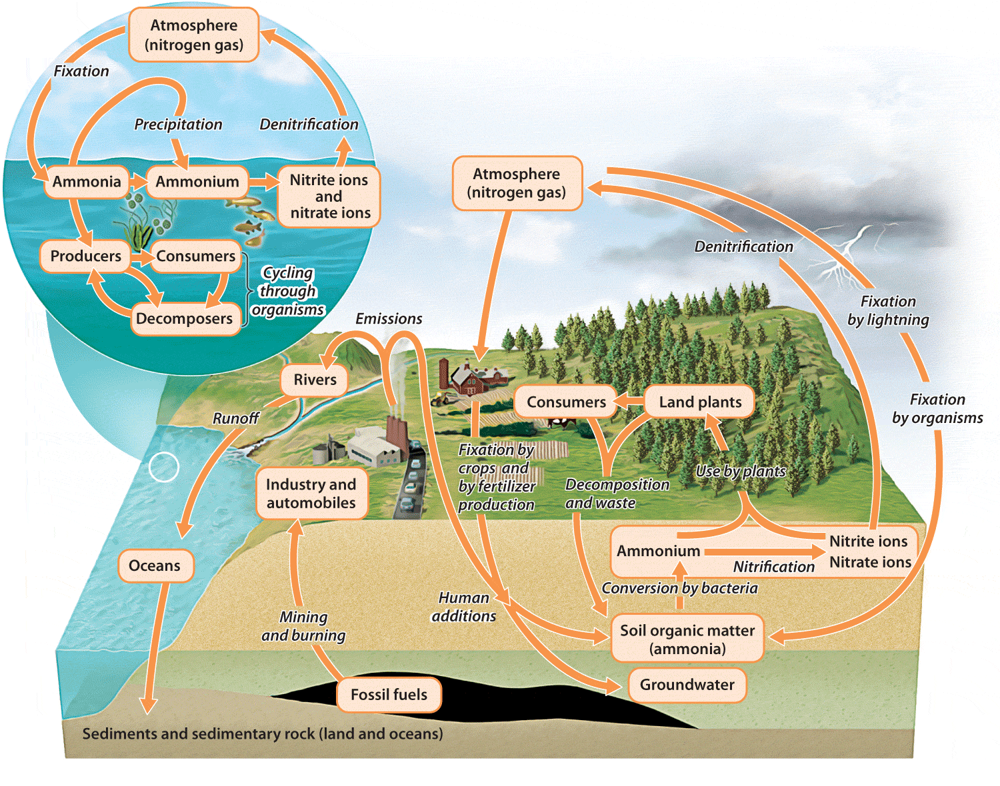 Atmosphere
(nitrogen gas)
Fixation
Precipitation
Denitrification
Ammonia
Ammonium
Nitrite ions
and
nitrate ions
Producers
Consumers
Cycling
through
organisms
Decomposers
Atmosphere
(nitrogen gas)
Denitrification
Fixation
by lightning
Emissions
Rivers
Runoff
Consumers
Land plants
Fixation
by organisms
Fixation by
crops and
by fertilizer
production
Decomposition
and waste
Use by plants
Industry and
automobiles
Oceans
Ammonium
Nitrification
Nitrite ions
Nitrate ions
Conversion by bacteria
Human
additions
Mining
and burning
Soil organic matter
(ammonia)
Groundwater
Fossil fuels
Sediments and sedimentary rock (land and oceans)